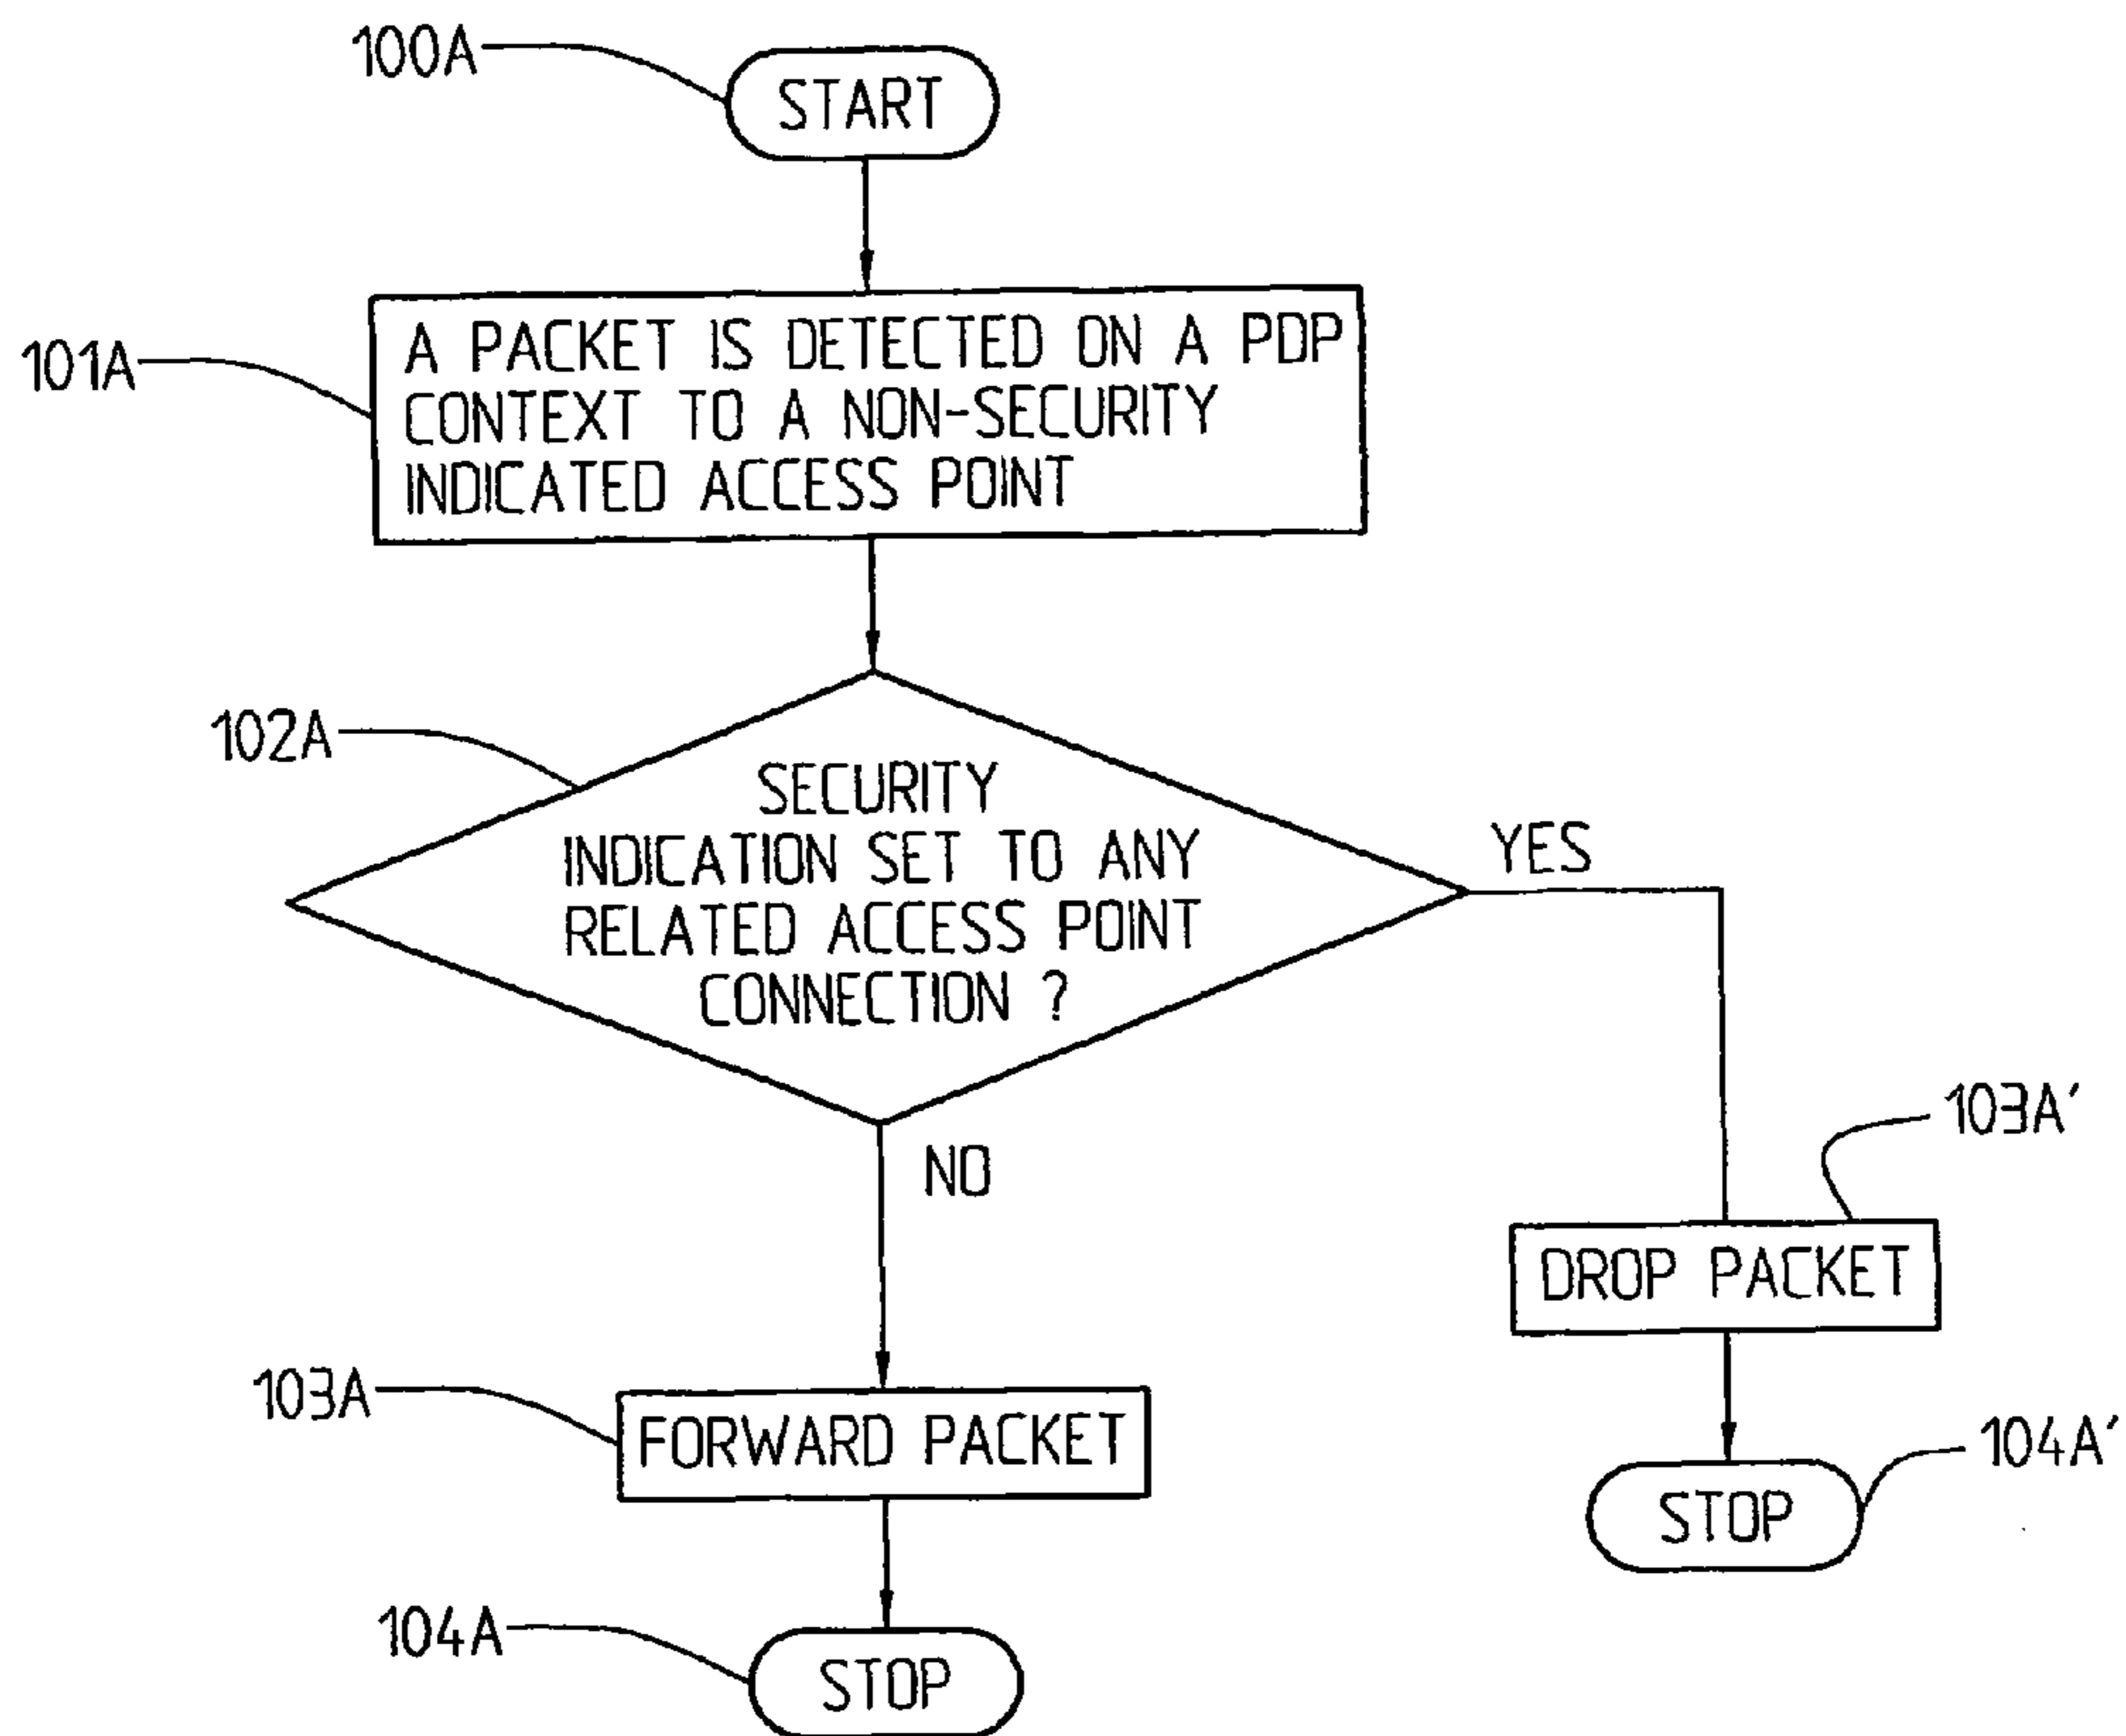 100A
START
101A
A PACKET IS DETECTED ON A PDP
CONTEXT TO A NON-SECURITY
INDICATED ACCESS POINT
102A
SECURITY
INDICATION SET TO ANY
RELATED ACCESS POINT
CONNECTION ?
YES
NO
103A'
DROP PACKET
103A
FORWARD PACKET
104A'
STOP
104A
STOP